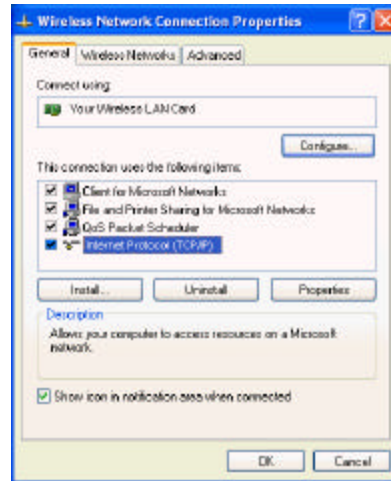 Wireless Network Connection Properties
General Wireless Networks Advanced
Connect using:
Your Wireless LAN Card
Configure...
This connection uses the following items:
Client for Microsoft Networks
File and Printer Sharing for Microsoft Networks
QoS Packet Scheduler
Internet Protocol (TCP/IP)
Install... Uninstall Properties
Description
Allows your computer to access resources on a Microsoft
network.
Show icon in notification area when connected
OK Cancel